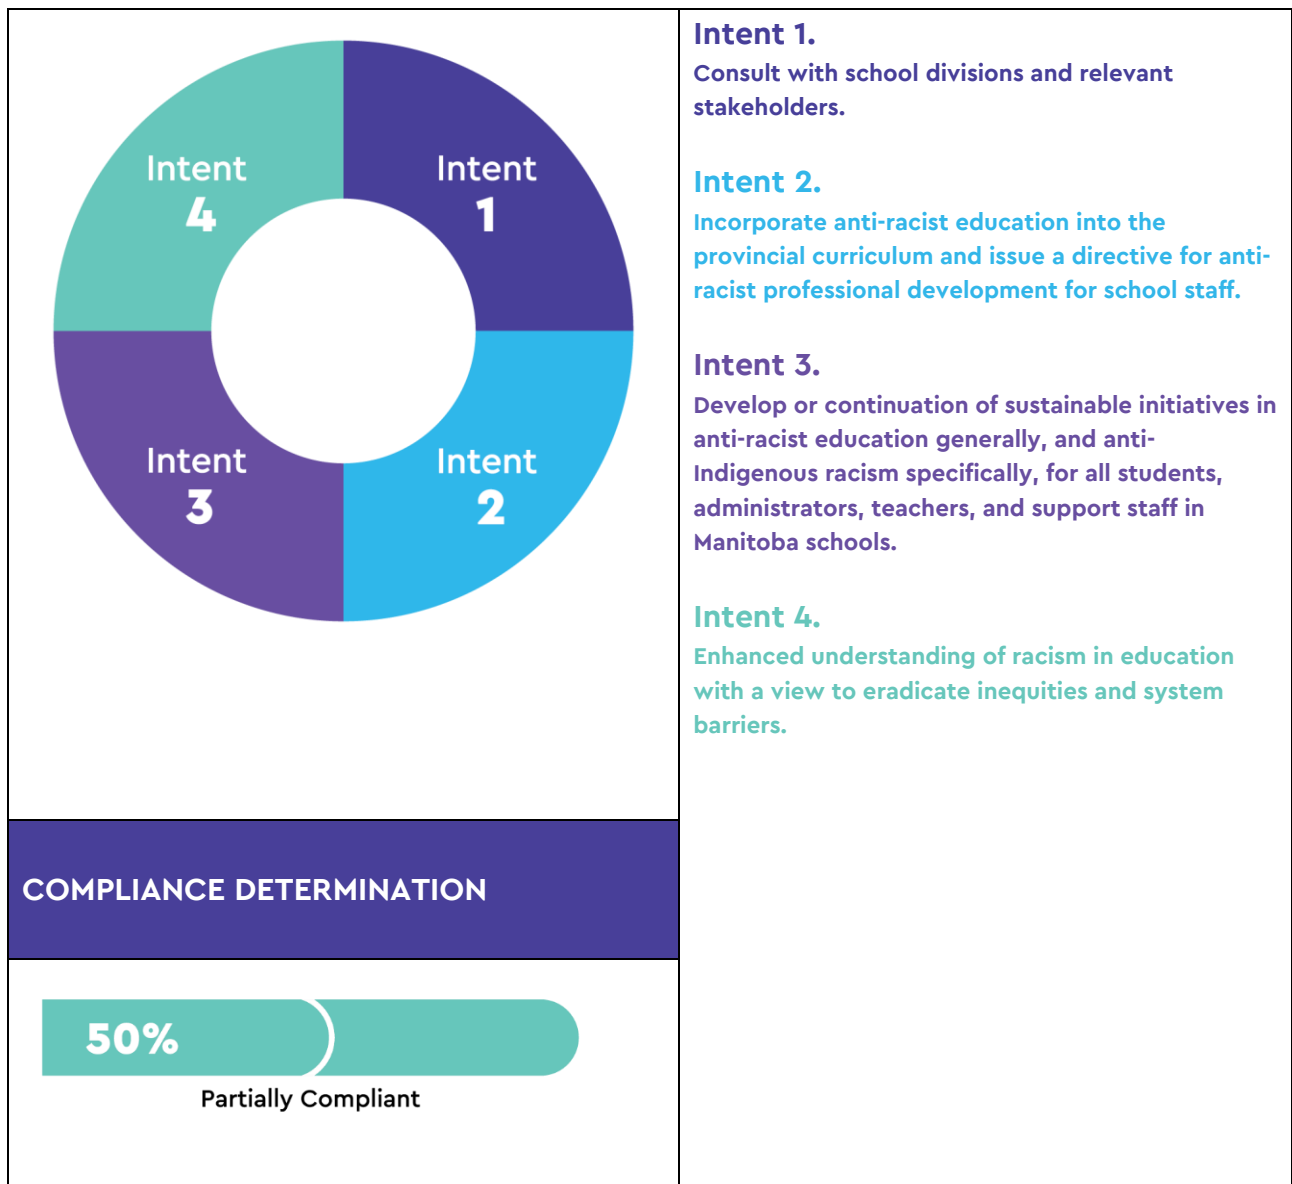 Intent
4
Intent
1
Intent
3
Intent
2
COMPLIANCE DETERMINATION
50%
Partially Compliant
Intent 1.
Consult with school divisions and relevant
stakeholders.
Intent 2.
Incorporate anti-racist education into the
provincial curriculum and issue a directive for anti-
racist professional development for school staff.
Intent 3.
Develop or continuation of sustainable initiatives in
anti-racist education generally, and anti-
Indigenous racism specifically, for all students,
administrators, teachers, and support staff in
Manitoba schools.
Intent 4.
Enhanced understanding of racism in education
with a view to eradicate inequities and system
barriers.